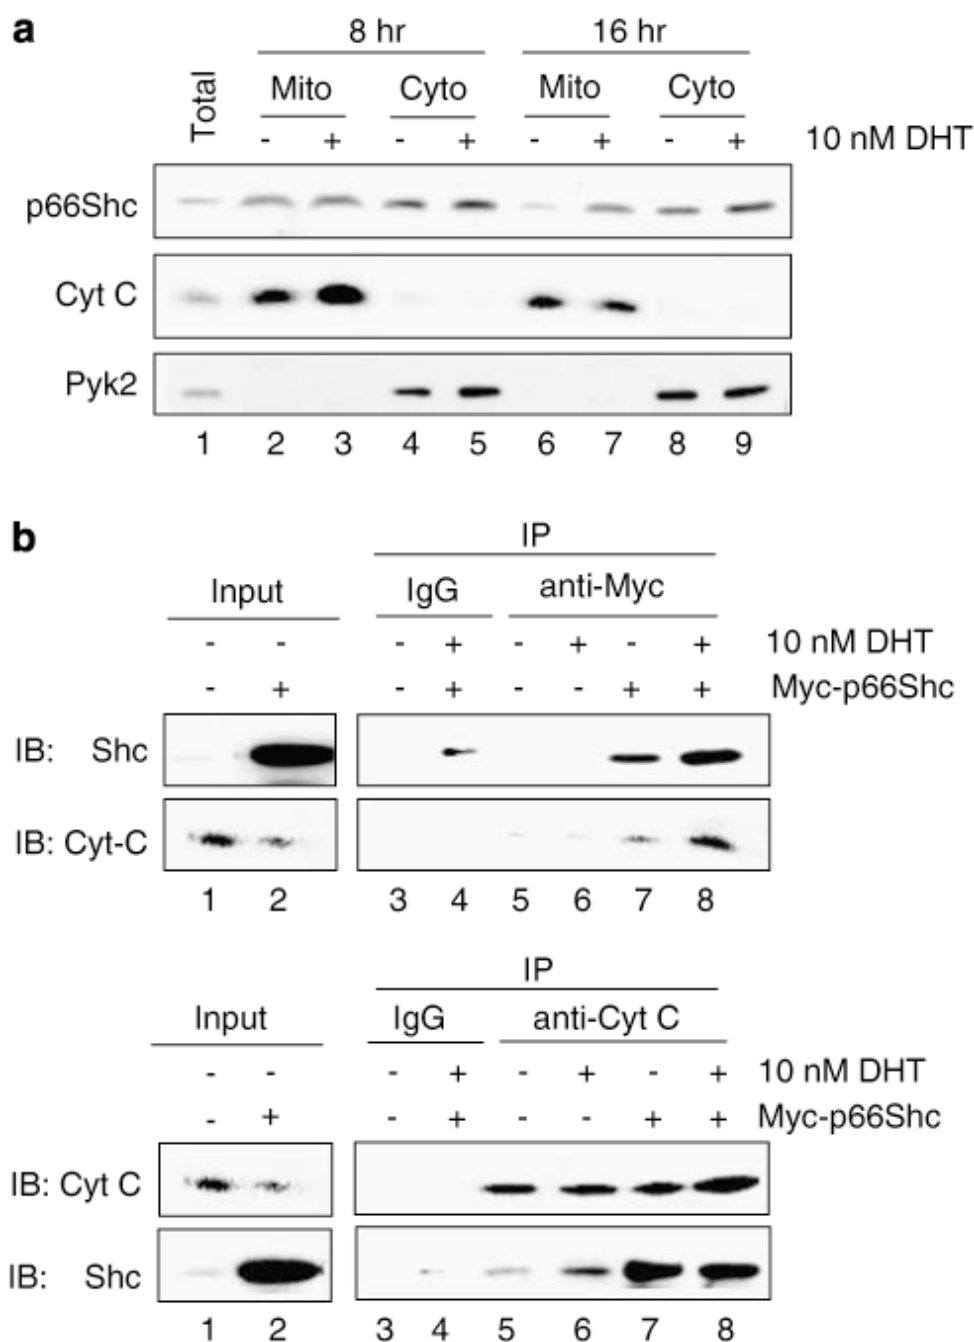 a
8 hr 16 hr
Total Mito Cyto Mito Cyto
- + - + - + - + 10 nM DHT
p66Shc
Cyt C
Pyk2
1 2 3 4 5 6 7 8 9
b
IP
Input IgG anti-Myc
- - - + - + - + 10 nM DHT
- + - + - - + + Myc-p66Shc
IB: Shc
IB: Cyt-C
1 2 3 4 5 6 7 8
IP
Input IgG anti-Cyt C
- - - + - + - + 10 nM DHT
- + - + - - + + Myc-p66Shc
IB: Cyt C
IB: Shc
1 2 3 4 5 6 7 8